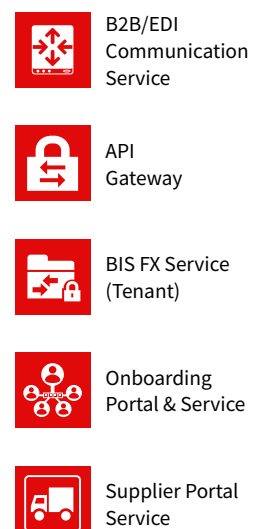 B2B/EDI
Communication
Service
API
Gateway
BIS FX Service
(Tenant)
Onboarding
Portal & Service
Supplier Portal
Service